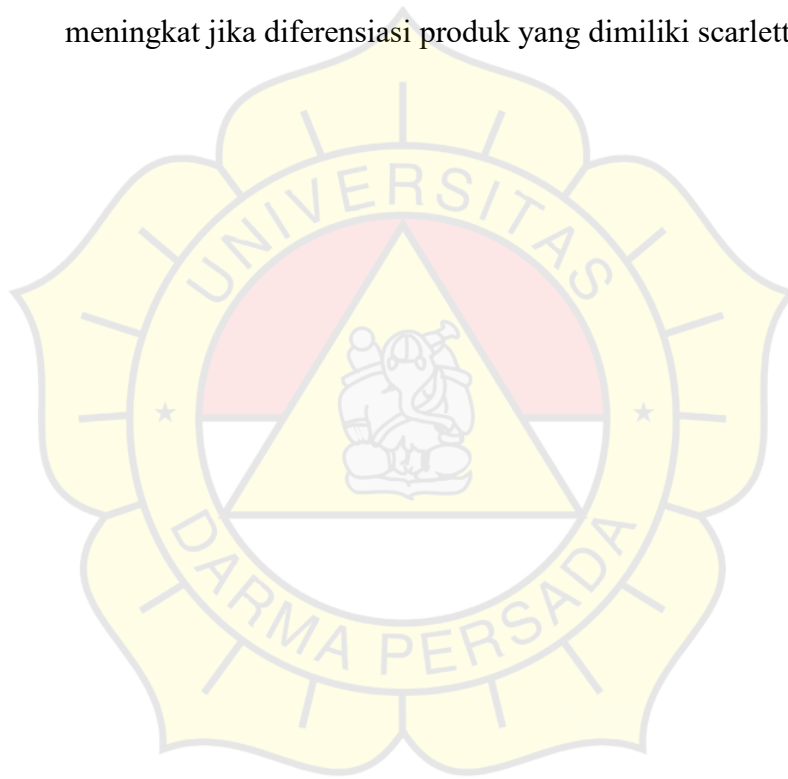 meningkat jika diferensiasi produk yang dimiliki scarlett
UNIVERSITAS
DARMA PERSADA